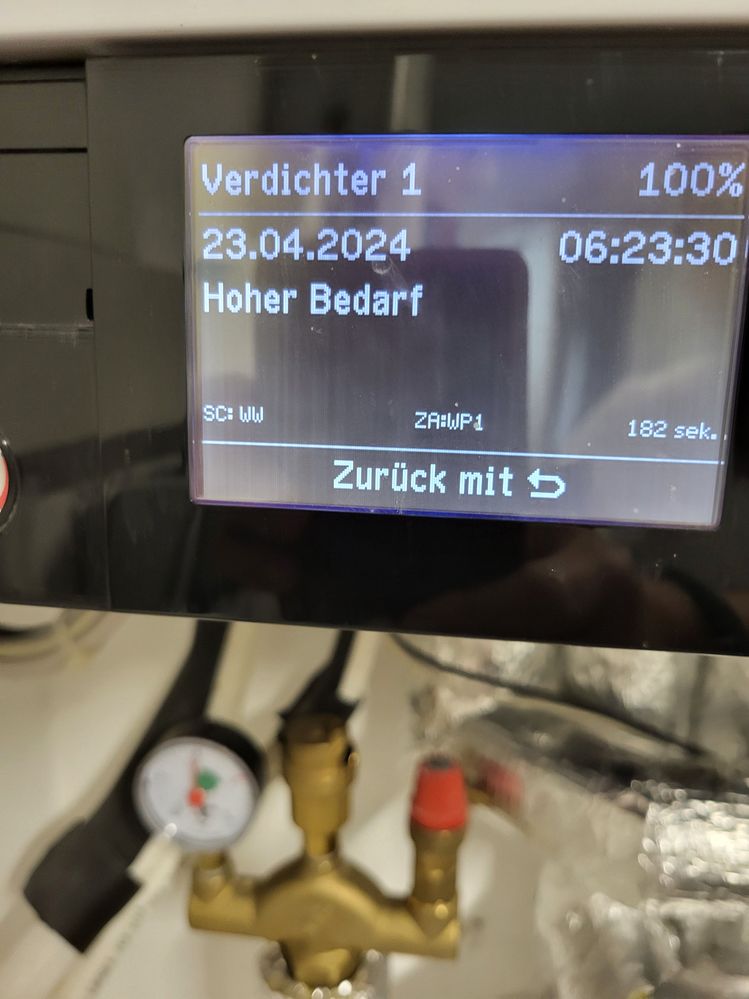 Verdichter 1 100%
23.04.2024 06:23:30
Hoher Bedarf
SC: WW ZA:WP1 182 sek.
Zurück mit